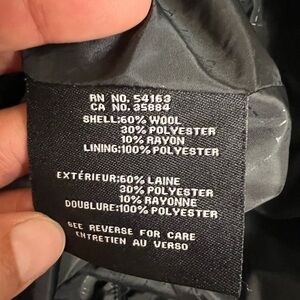 RN NO. 54163
CA NO. 35884
SHELL:60% WOOL
30% POLYESTER
10% RAYON
LINING:100% POLYESTER
EXTÉRIEUR:60% LAINE
30% POLYESTER
10% RAYONNE
DOUBLURE:100% POLYESTER
SEE REVERSE FOR CARE
ENTRETIEN AU VERSO